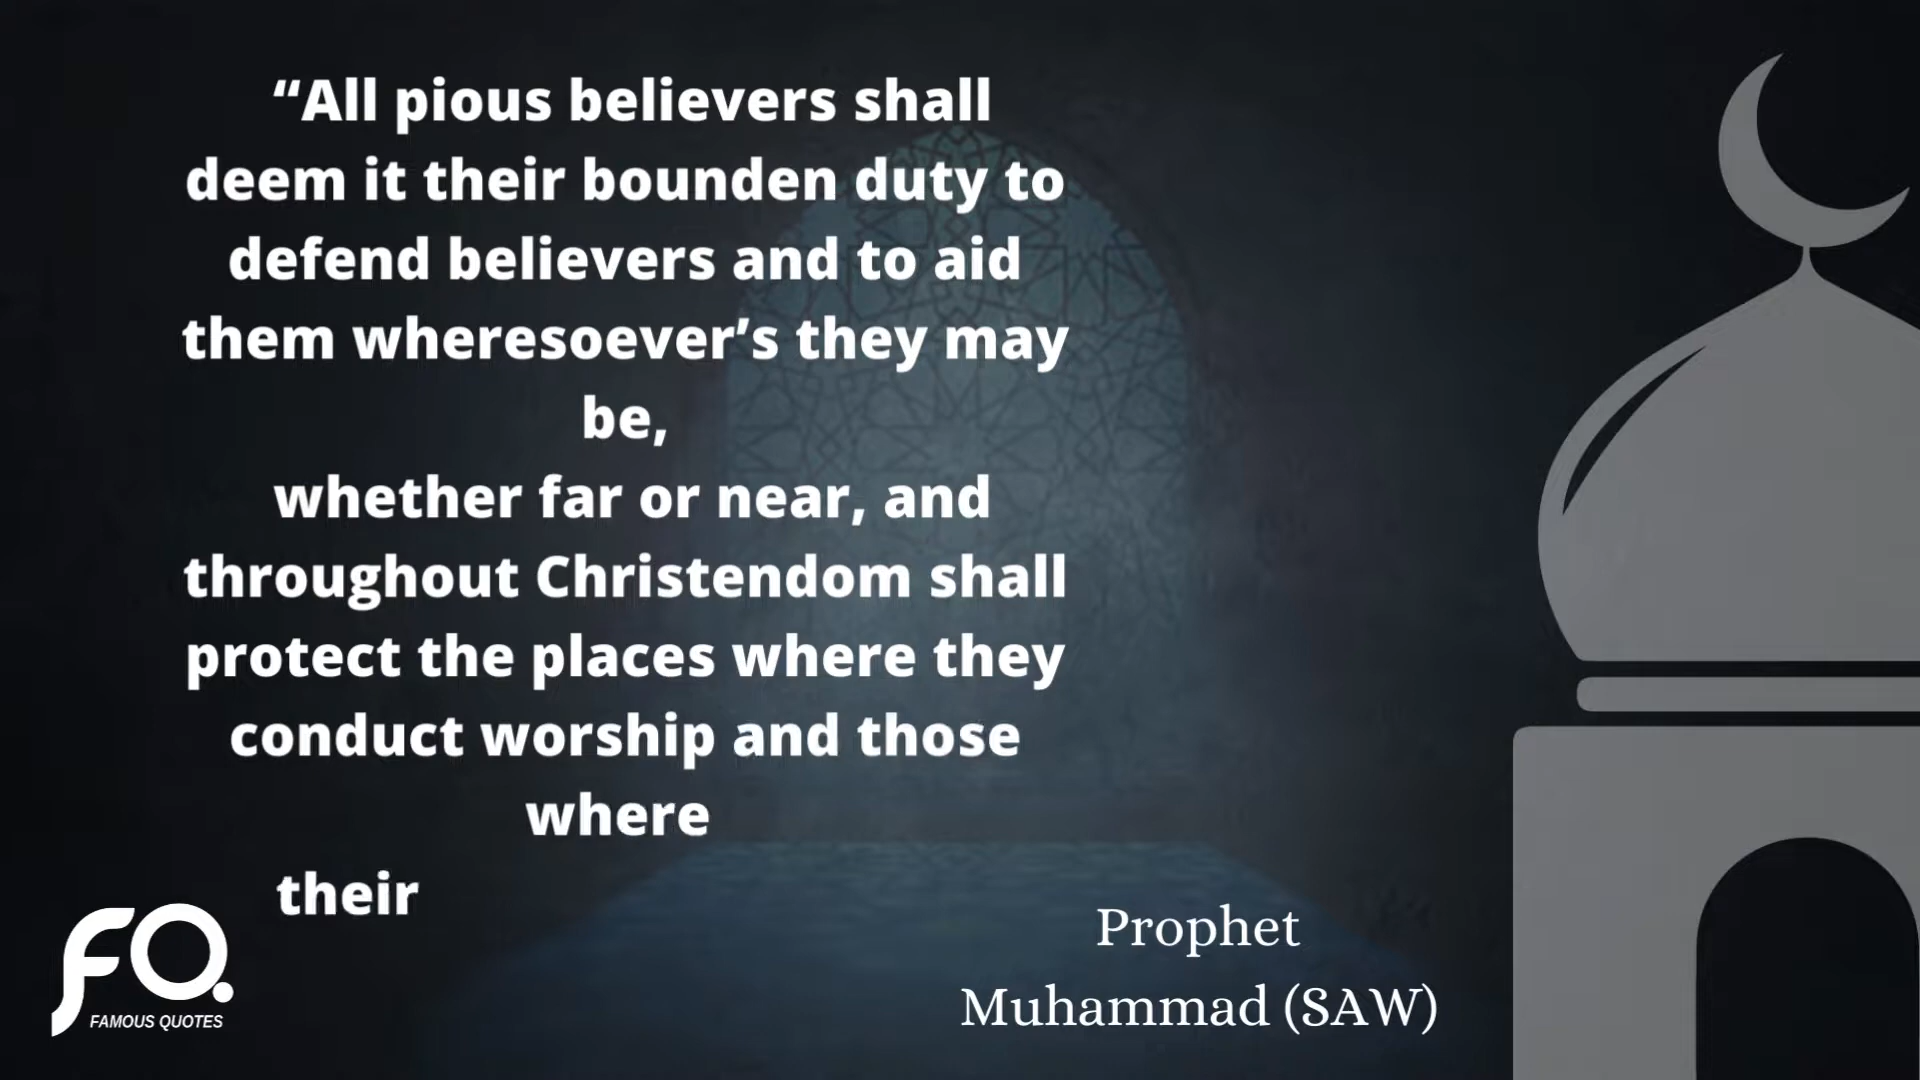 “All pious believers shall
deem it their bounden duty to
defend believers and to aid
them wheresoever’s they may
be,
whether far or near, and
throughout Christendom shall
protect the places where they
conduct worship and those
where
their
Prophet
Muhammad (SAW)
FQ.
FAMOUS QUOTES